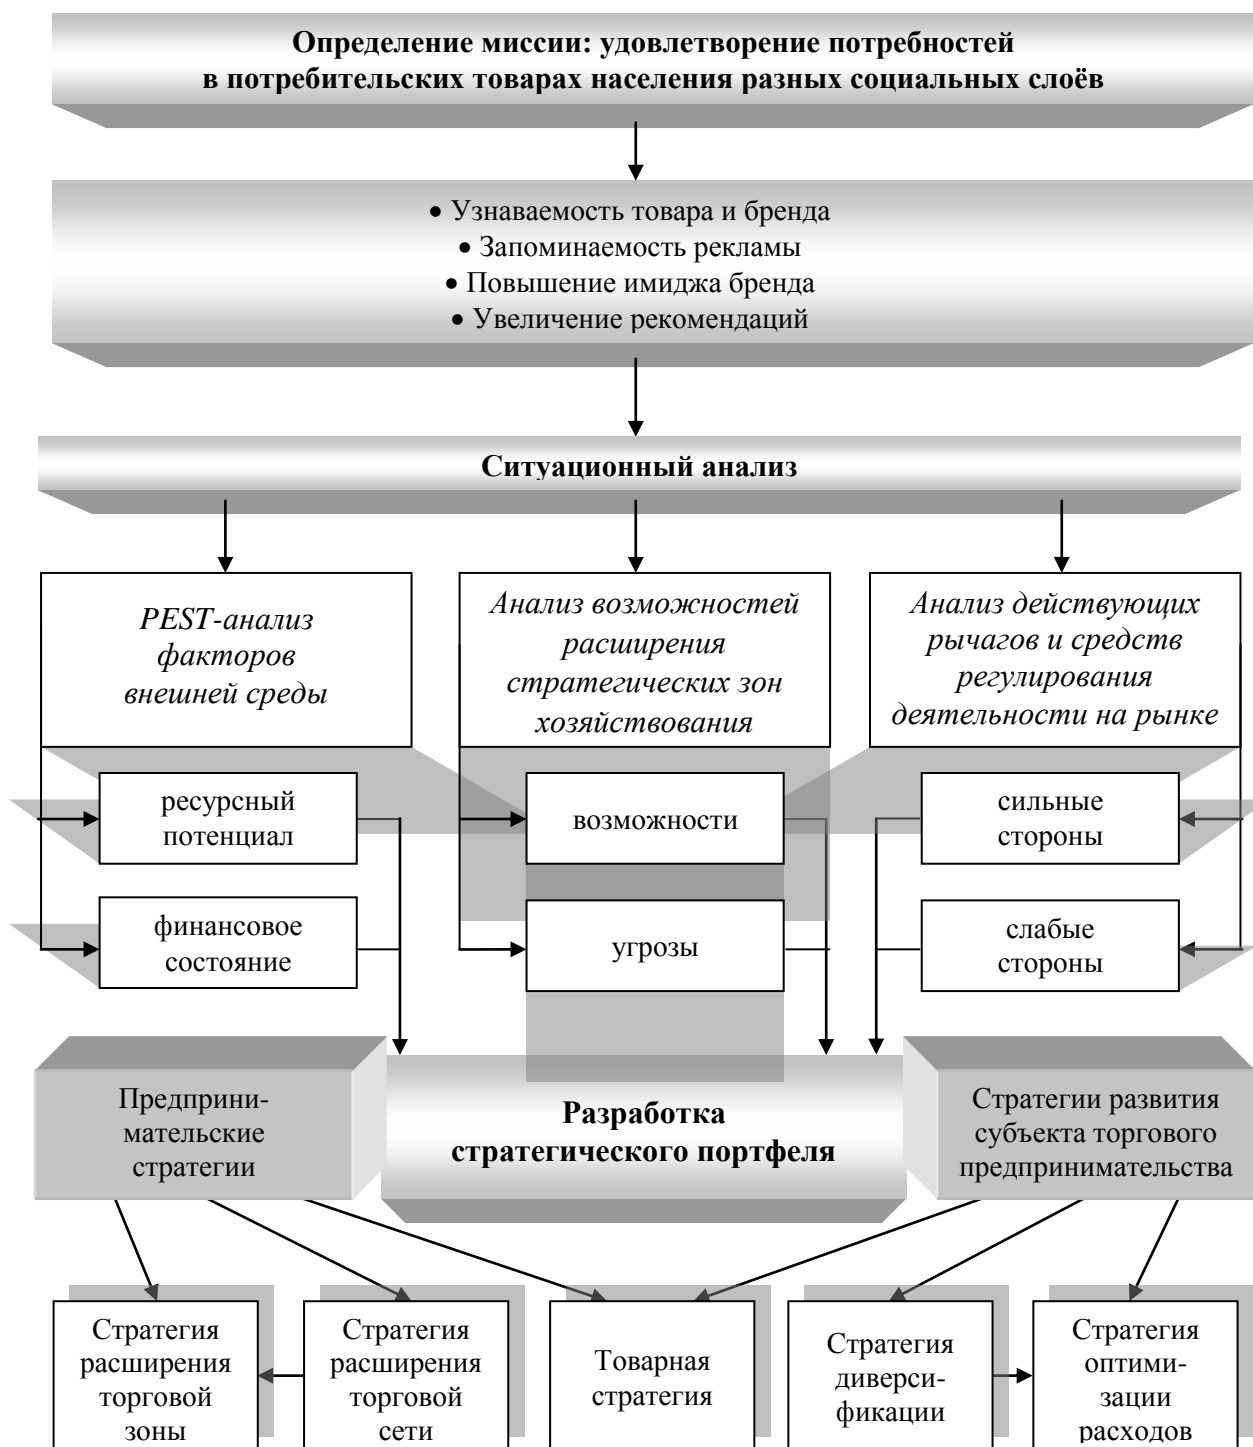 Определение миссии: удовлетворение потребностей
в потребительских товарах населения разных социальных слоёв
• Узнаваемость товара и бренда
• Запоминаемость рекламы
• Повышение имиджа бренда
• Увеличение рекомендаций
Ситуационный анализ
PEST-анализ
факторов
внешней среды
Анализ возможностей
расширения
стратегических зон
хозяйствования
Анализ действующих
рычагов и средств
регулирования
деятельности на рынке
ресурсный
потенциал
возможности
сильные
стороны
финансовое
состояние
угрозы
слабые
стороны
Предприни-
мательские
стратегии
Разработка
стратегического портфеля
Стратегии развития
субъекта торгового
предпринимательства
Стратегия
расширения
торговой
зоны
Стратегия
расширения
торговой
сети
Товарная
стратегия
Стратегия
диверси-
фикации
Стратегия
оптими-
зации
расходов